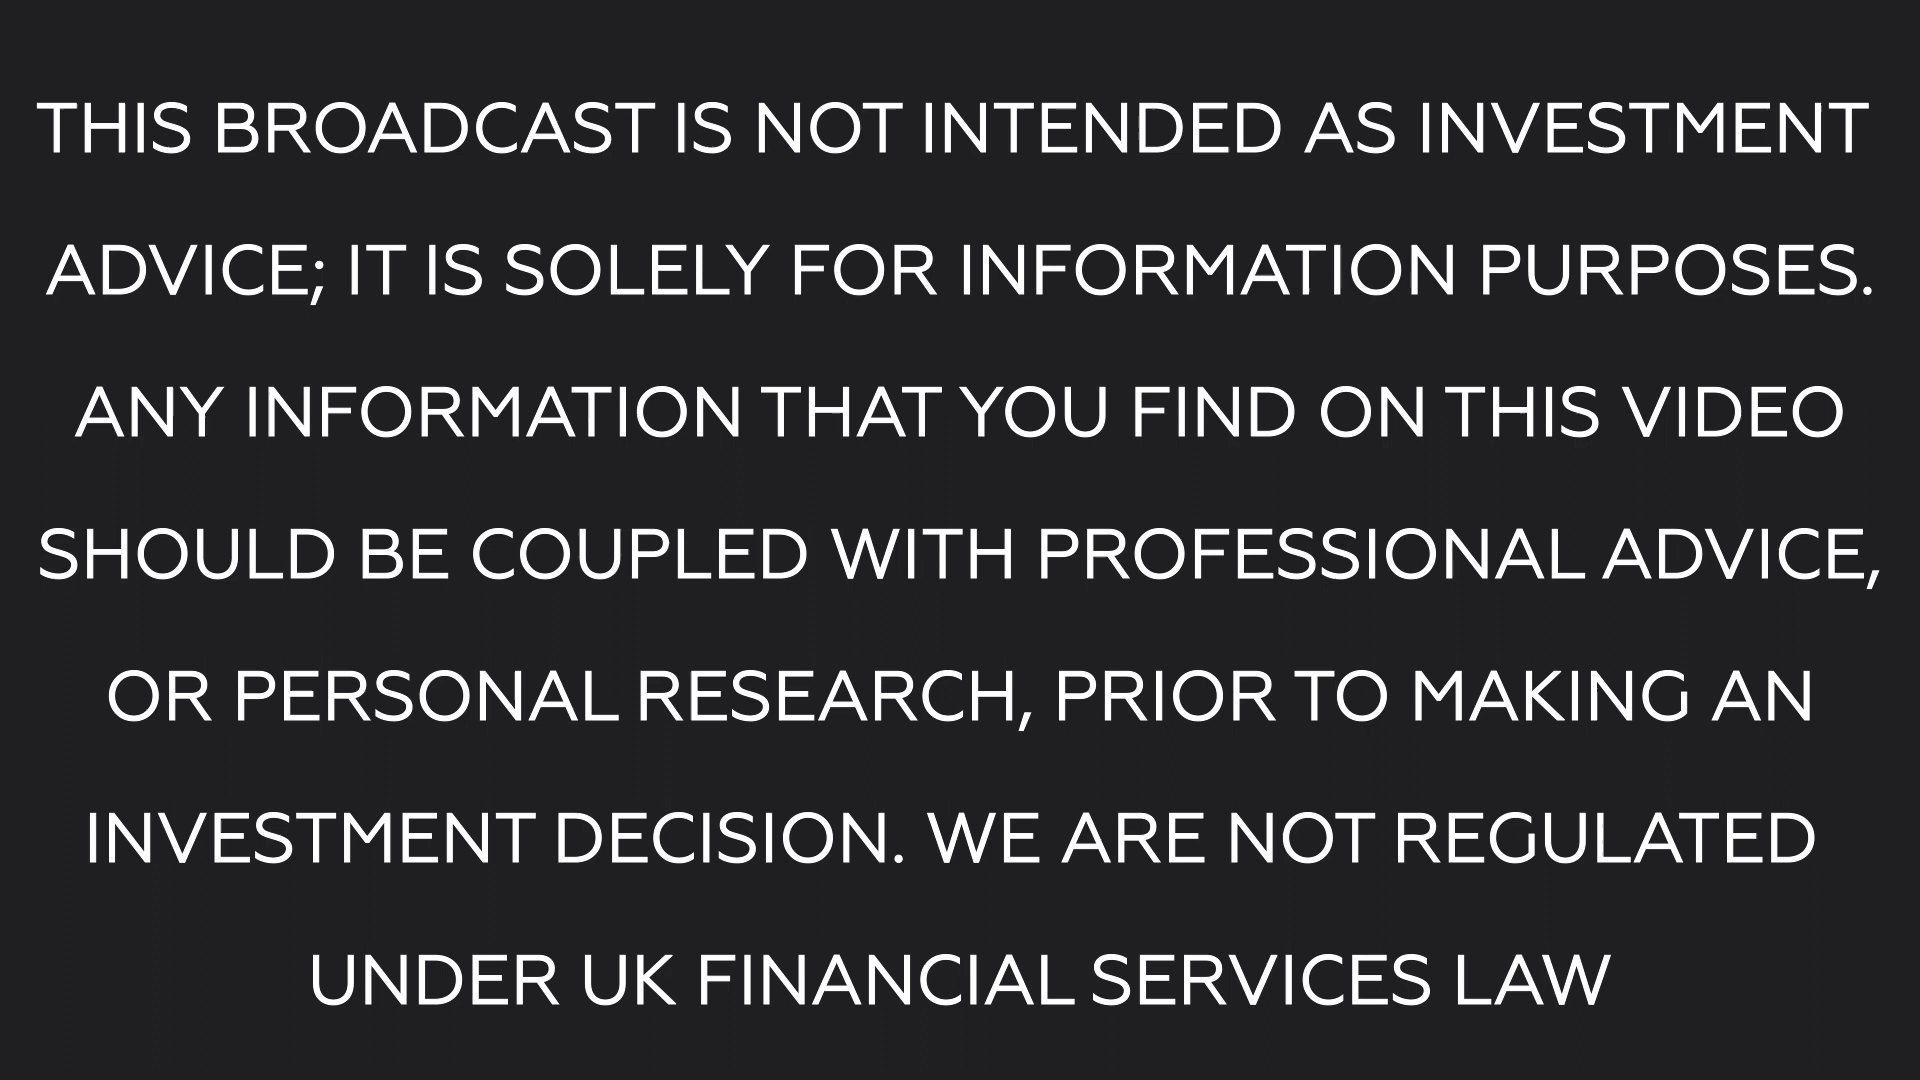 THIS BROADCAST IS NOT INTENDED AS INVESTMENT
ADVICE; IT IS SOLELY FOR INFORMATION PURPOSES.
ANY INFORMATION THAT YOU FIND ON THIS VIDEO
SHOULD BE COUPLED WITH PROFESSIONAL ADVICE,
OR PERSONAL RESEARCH, PRIOR TO MAKING AN
INVESTMENT DECISION. WE ARE NOT REGULATED
UNDER UK FINANCIAL SERVICES LAW